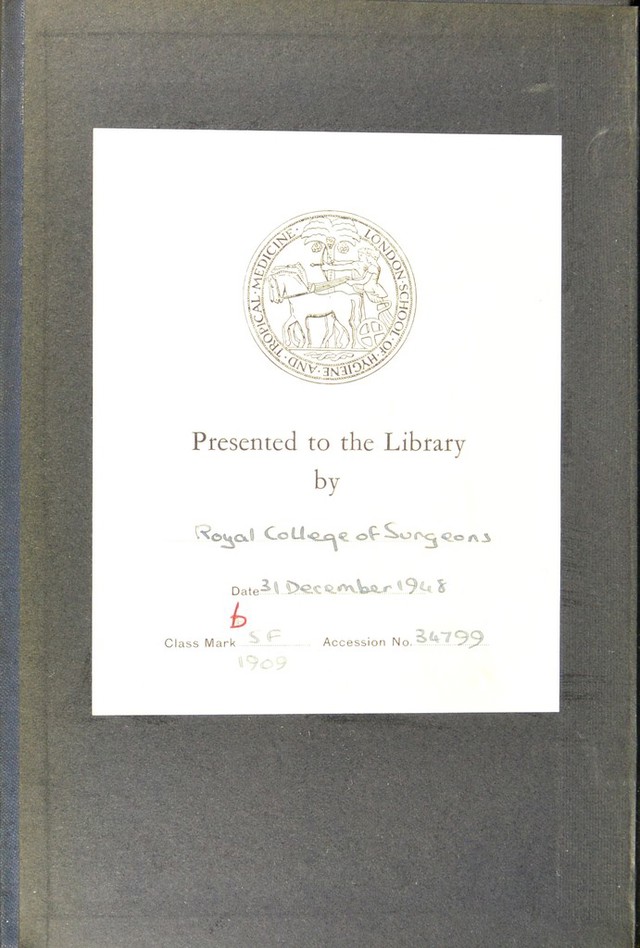 LONDON·SCHOOL·OF·HYGIENE·AND·TROPICAL·MEDICINE·
Presented to the Library
by
Royal College of Surgeons
Date 31 December 1948
b
Class Mark SF Accession No. 34799
1909